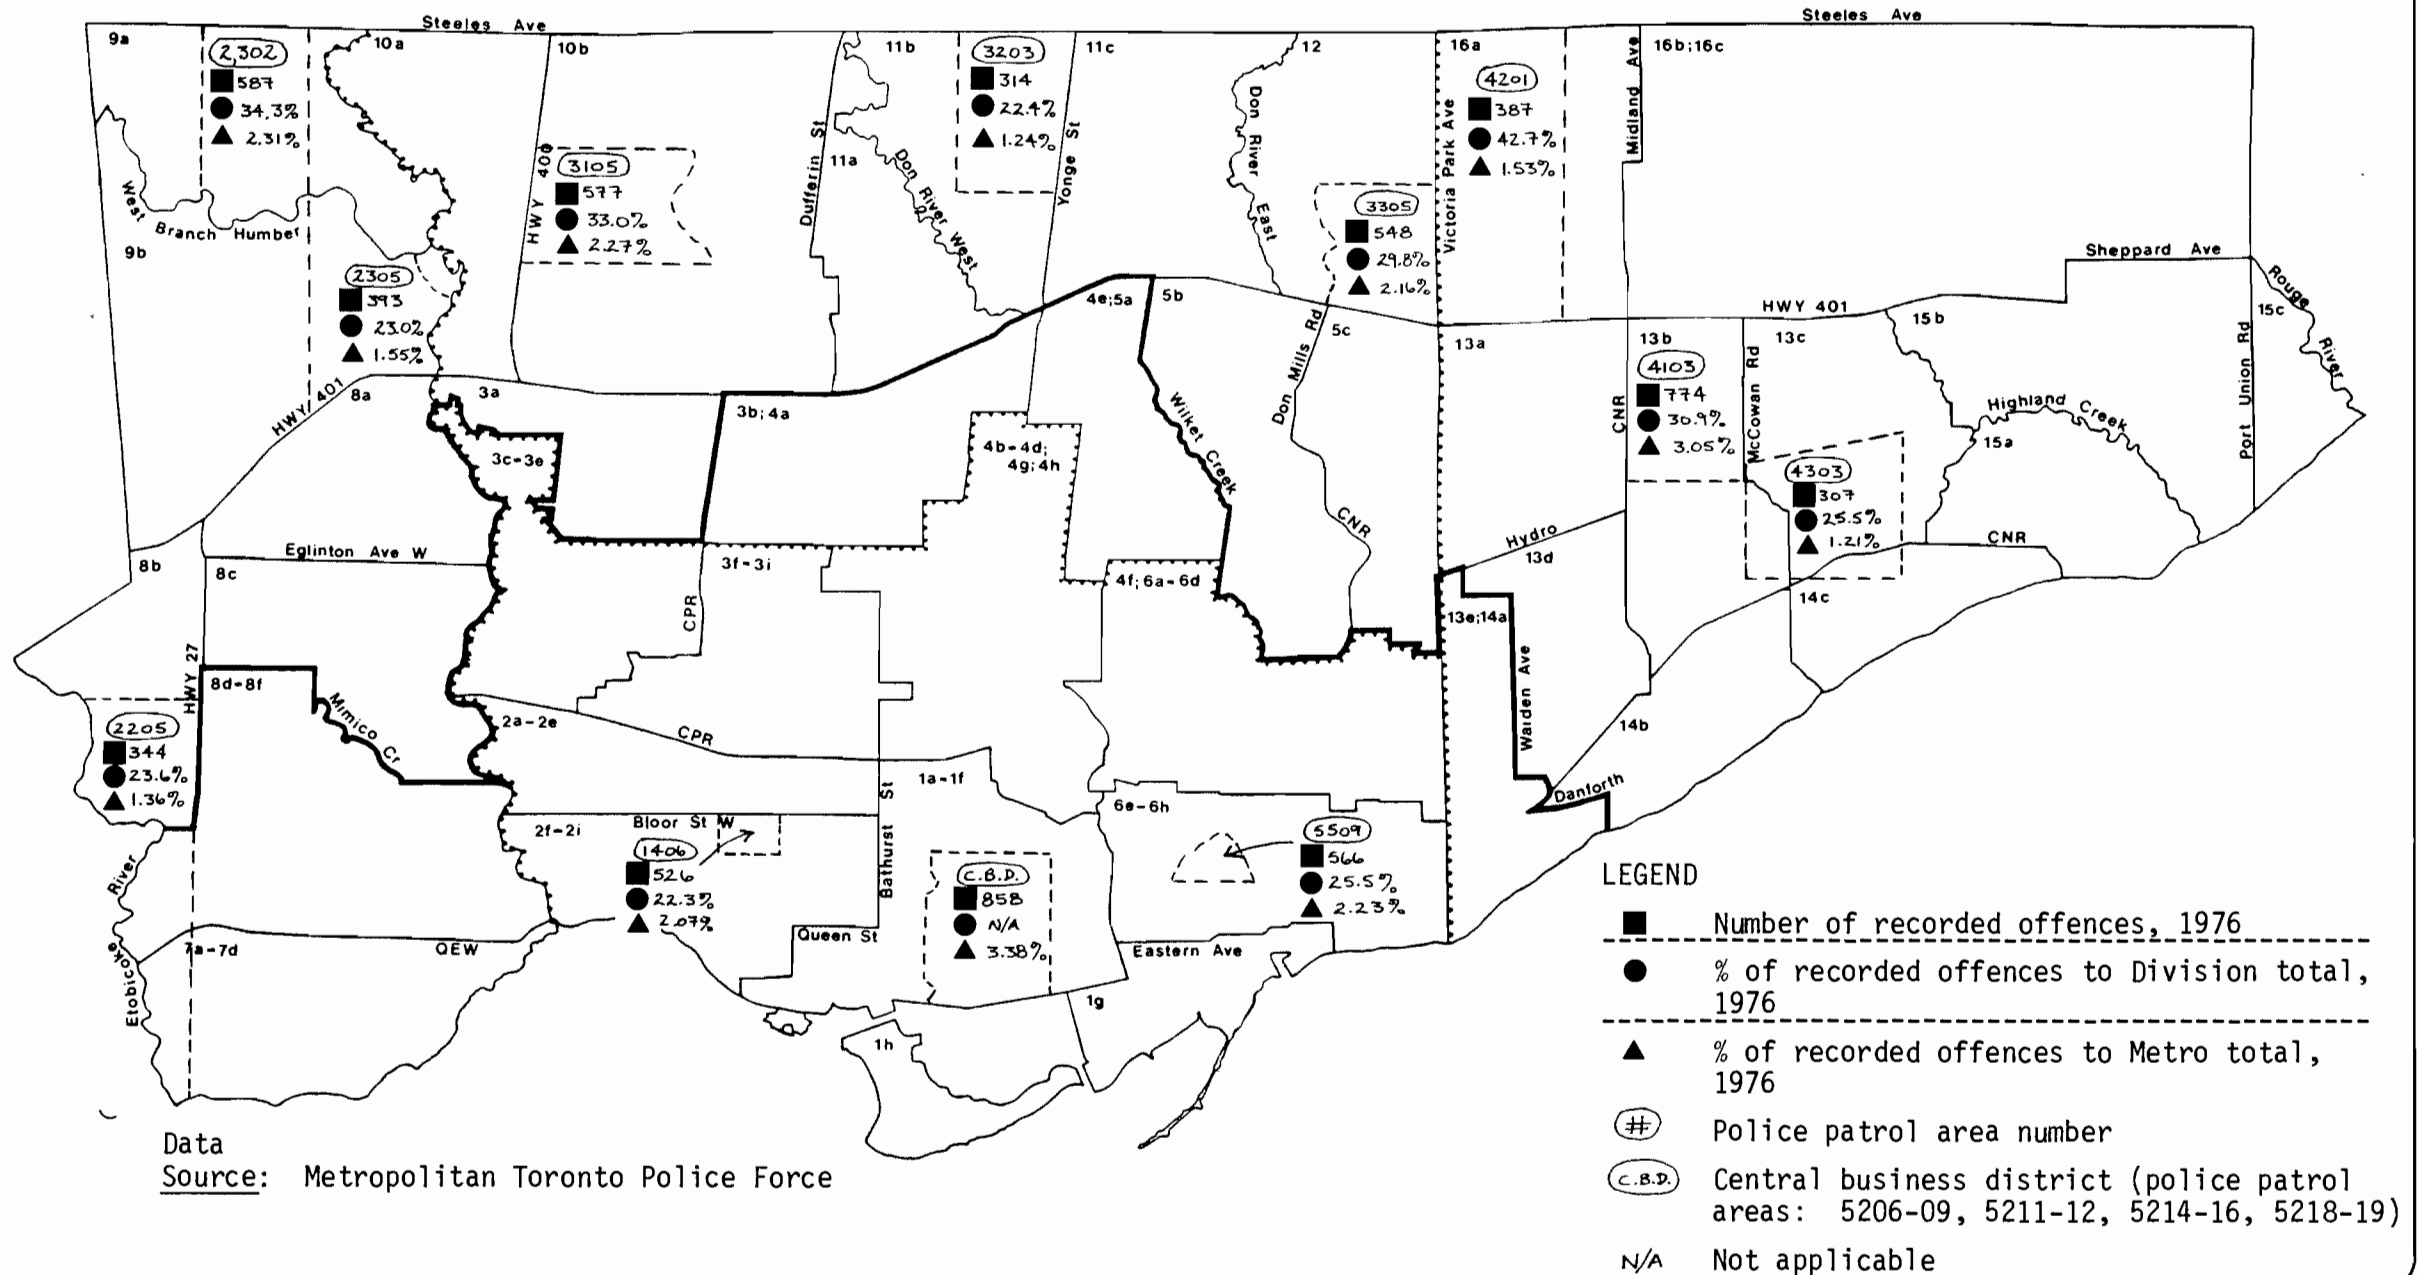 Steeles Ave
Steeles Ave
9a
2,302
587
34.3%
2.31%
10a
10b
11b
3203
314
22.4%
1.24%
11c
12
16a
4201
387
42.7%
1.53%
Midland Ave
16b;16c
HWY 400
3105
577
33.0%
2.27%
Dufferin St
11a
Don River West
Yonge St
Don River East
3305
548
29.8%
2.16%
Victoria Park Ave
West Branch Humber
9b
2305
393
23.0%
1.55%
Sheppard Ave
Rouge River
HWY 401
4e;5a
5b
5c
13a
13b
13c
15b
15c
4103
774
30.9%
3.05%
HWY 401
8a
3a
3b;4a
Wilket Creek
Don Mills Rd
CNR
McCowan Rd
Highland Creek
15a
Port Union Rd
3c-3e
4b-4d;
4g;4h
4303
307
25.5%
1.21%
CNR
Hydro
13d
CNR
Eglinton Ave W
8b
8c
3f-3i
4f;6a-6d
14c
CPR
13e;14a
HWY 27
8d-8f
Mimico Cr
2a-2e
CPR
Warden Ave
14b
2205
344
23.6%
1.36%
1a-1f
Danforth
6e-6h
2f-2i
Bloor St W
Bathurst St
1406
526
22.3%
2.07%
C.B.D.
858
N/A
3.38%
5509
566
25.5%
2.23%
Etobicoke River
7a-7d
QEW
Queen St
Eastern Ave
1g
1h
LEGEND
Number of recorded offences, 1976
% of recorded offences to Division total,
1976
% of recorded offences to Metro total,
1976
# Police patrol area number
C.B.D. Central business district (police patrol
areas: 5206-09, 5211-12, 5214-16, 5218-19)
N/A Not applicable
Data
Source: Metropolitan Toronto Police Force